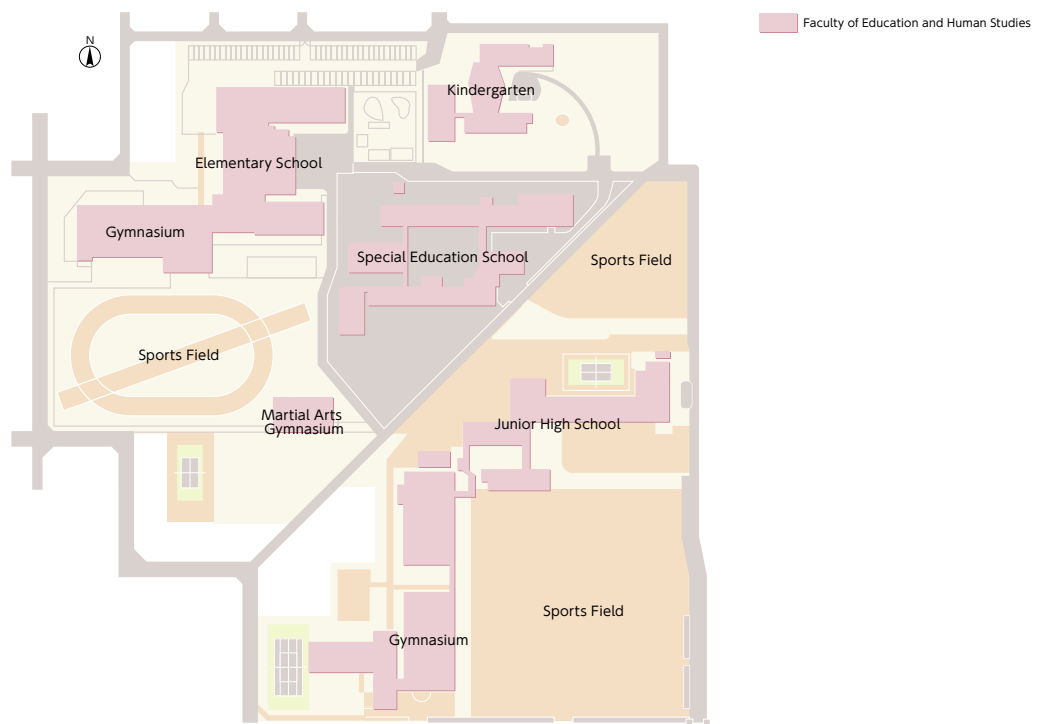 Faculty of Education and Human Studies
N
Kindergarten
Elementary School
Gymnasium
Special Education School
Sports Field
Sports Field
Martial Arts
Gymnasium
Junior High School
Sports Field
Gymnasium